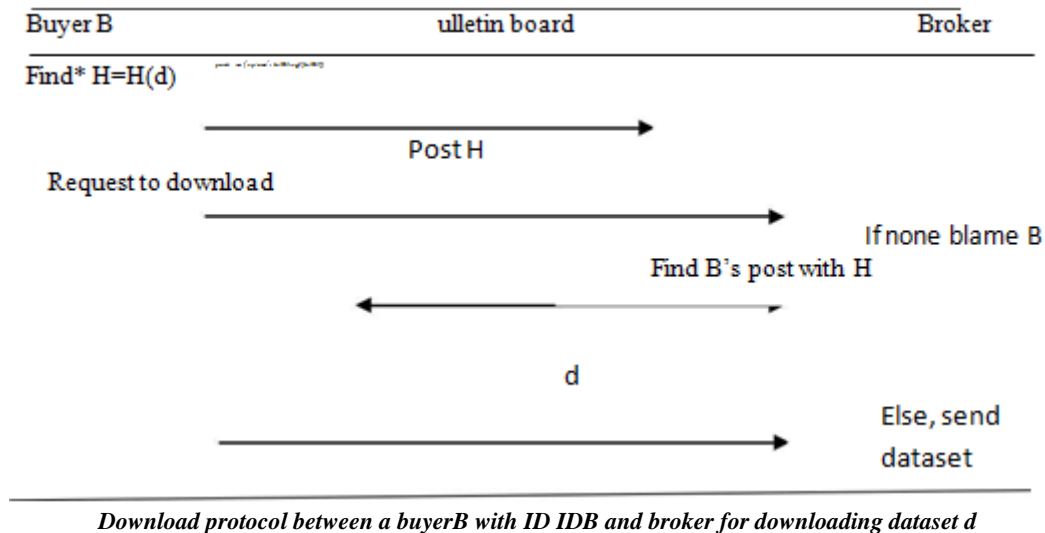 Buyer B ulletin board Broker
Find* H=H(d)
Post H
Request to download
If none blame B
Find B's post with H
d
Else, send
dataset
Download protocol between a buyerB with ID IDB and broker for downloading dataset d